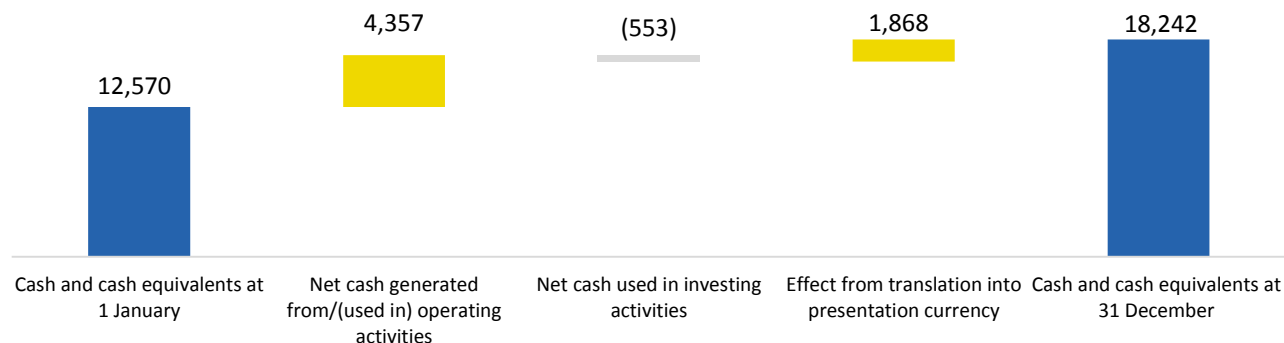 12,570
4,357
(553)
1,868
18,242
Cash and cash equivalents at
1 January
Net cash generated
from/(used in) operating
activities
Net cash used in investing
activities
Effect from translation into
presentation currency
Cash and cash equivalents at
31 December